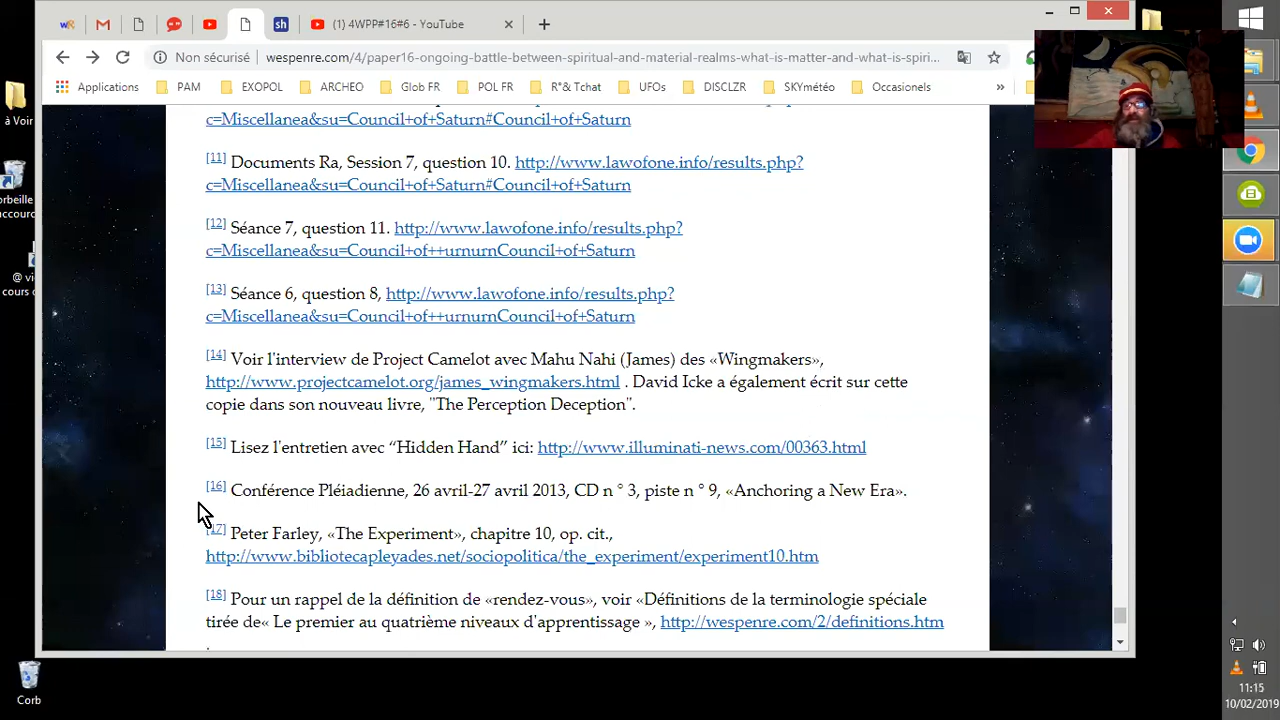 (1) 4WPP#16#6 - YouTube
Non sécurisé
wespenre.com/4/paper16-ongoing-battle-between-spiritual-and-material-realms-what-is-matter-and-what-is-spiri...
Applications PAM EXOPOL ARCHEO Glob FR POL FR R*& Tchat UFOs DISCLZR SKYmétéo Occasionels »
c=Miscellanea&su=Council+of+Saturn#Council+of+Saturn
[11] Documents Ra, Session 7, question 10. http://www.lawofone.info/results.php?
c=Miscellanea&su=Council+of+Saturn#Council+of+Saturn
[12] Séance 7, question 11. http://www.lawofone.info/results.php?
c=Miscellanea&su=Council+of++urnurnCouncil+of+Saturn
[13] Séance 6, question 8, http://www.lawofone.info/results.php?
c=Miscellanea&su=Council+of++urnurnCouncil+of+Saturn
[14] Voir l'interview de Project Camelot avec Mahu Nahi (James) des «Wingmakers»,
http://www.projectcamelot.org/james_wingmakers.html . David Icke a également écrit sur cette
copie dans son nouveau livre, "The Perception Deception".
[15] Lisez l'entretien avec “Hidden Hand” ici: http://www.illuminati-news.com/00363.html
[16] Conférence Pléiadienne, 26 avril-27 avril 2013, CD n ° 3, piste n ° 9, «Anchoring a New Era».
[17] Peter Farley, «The Experiment», chapitre 10, op. cit.,
http://www.bibliotecapleyades.net/sociopolitica/the_experiment/experiment10.htm
[18] Pour un rappel de la définition de «rendez-vous», voir «Définitions de la terminologie spéciale
tirée de« Le premier au quatrième niveaux d'apprentissage », http://wespenre.com/2/definitions.htm
à Voir
Corb
11:15
10/02/2019